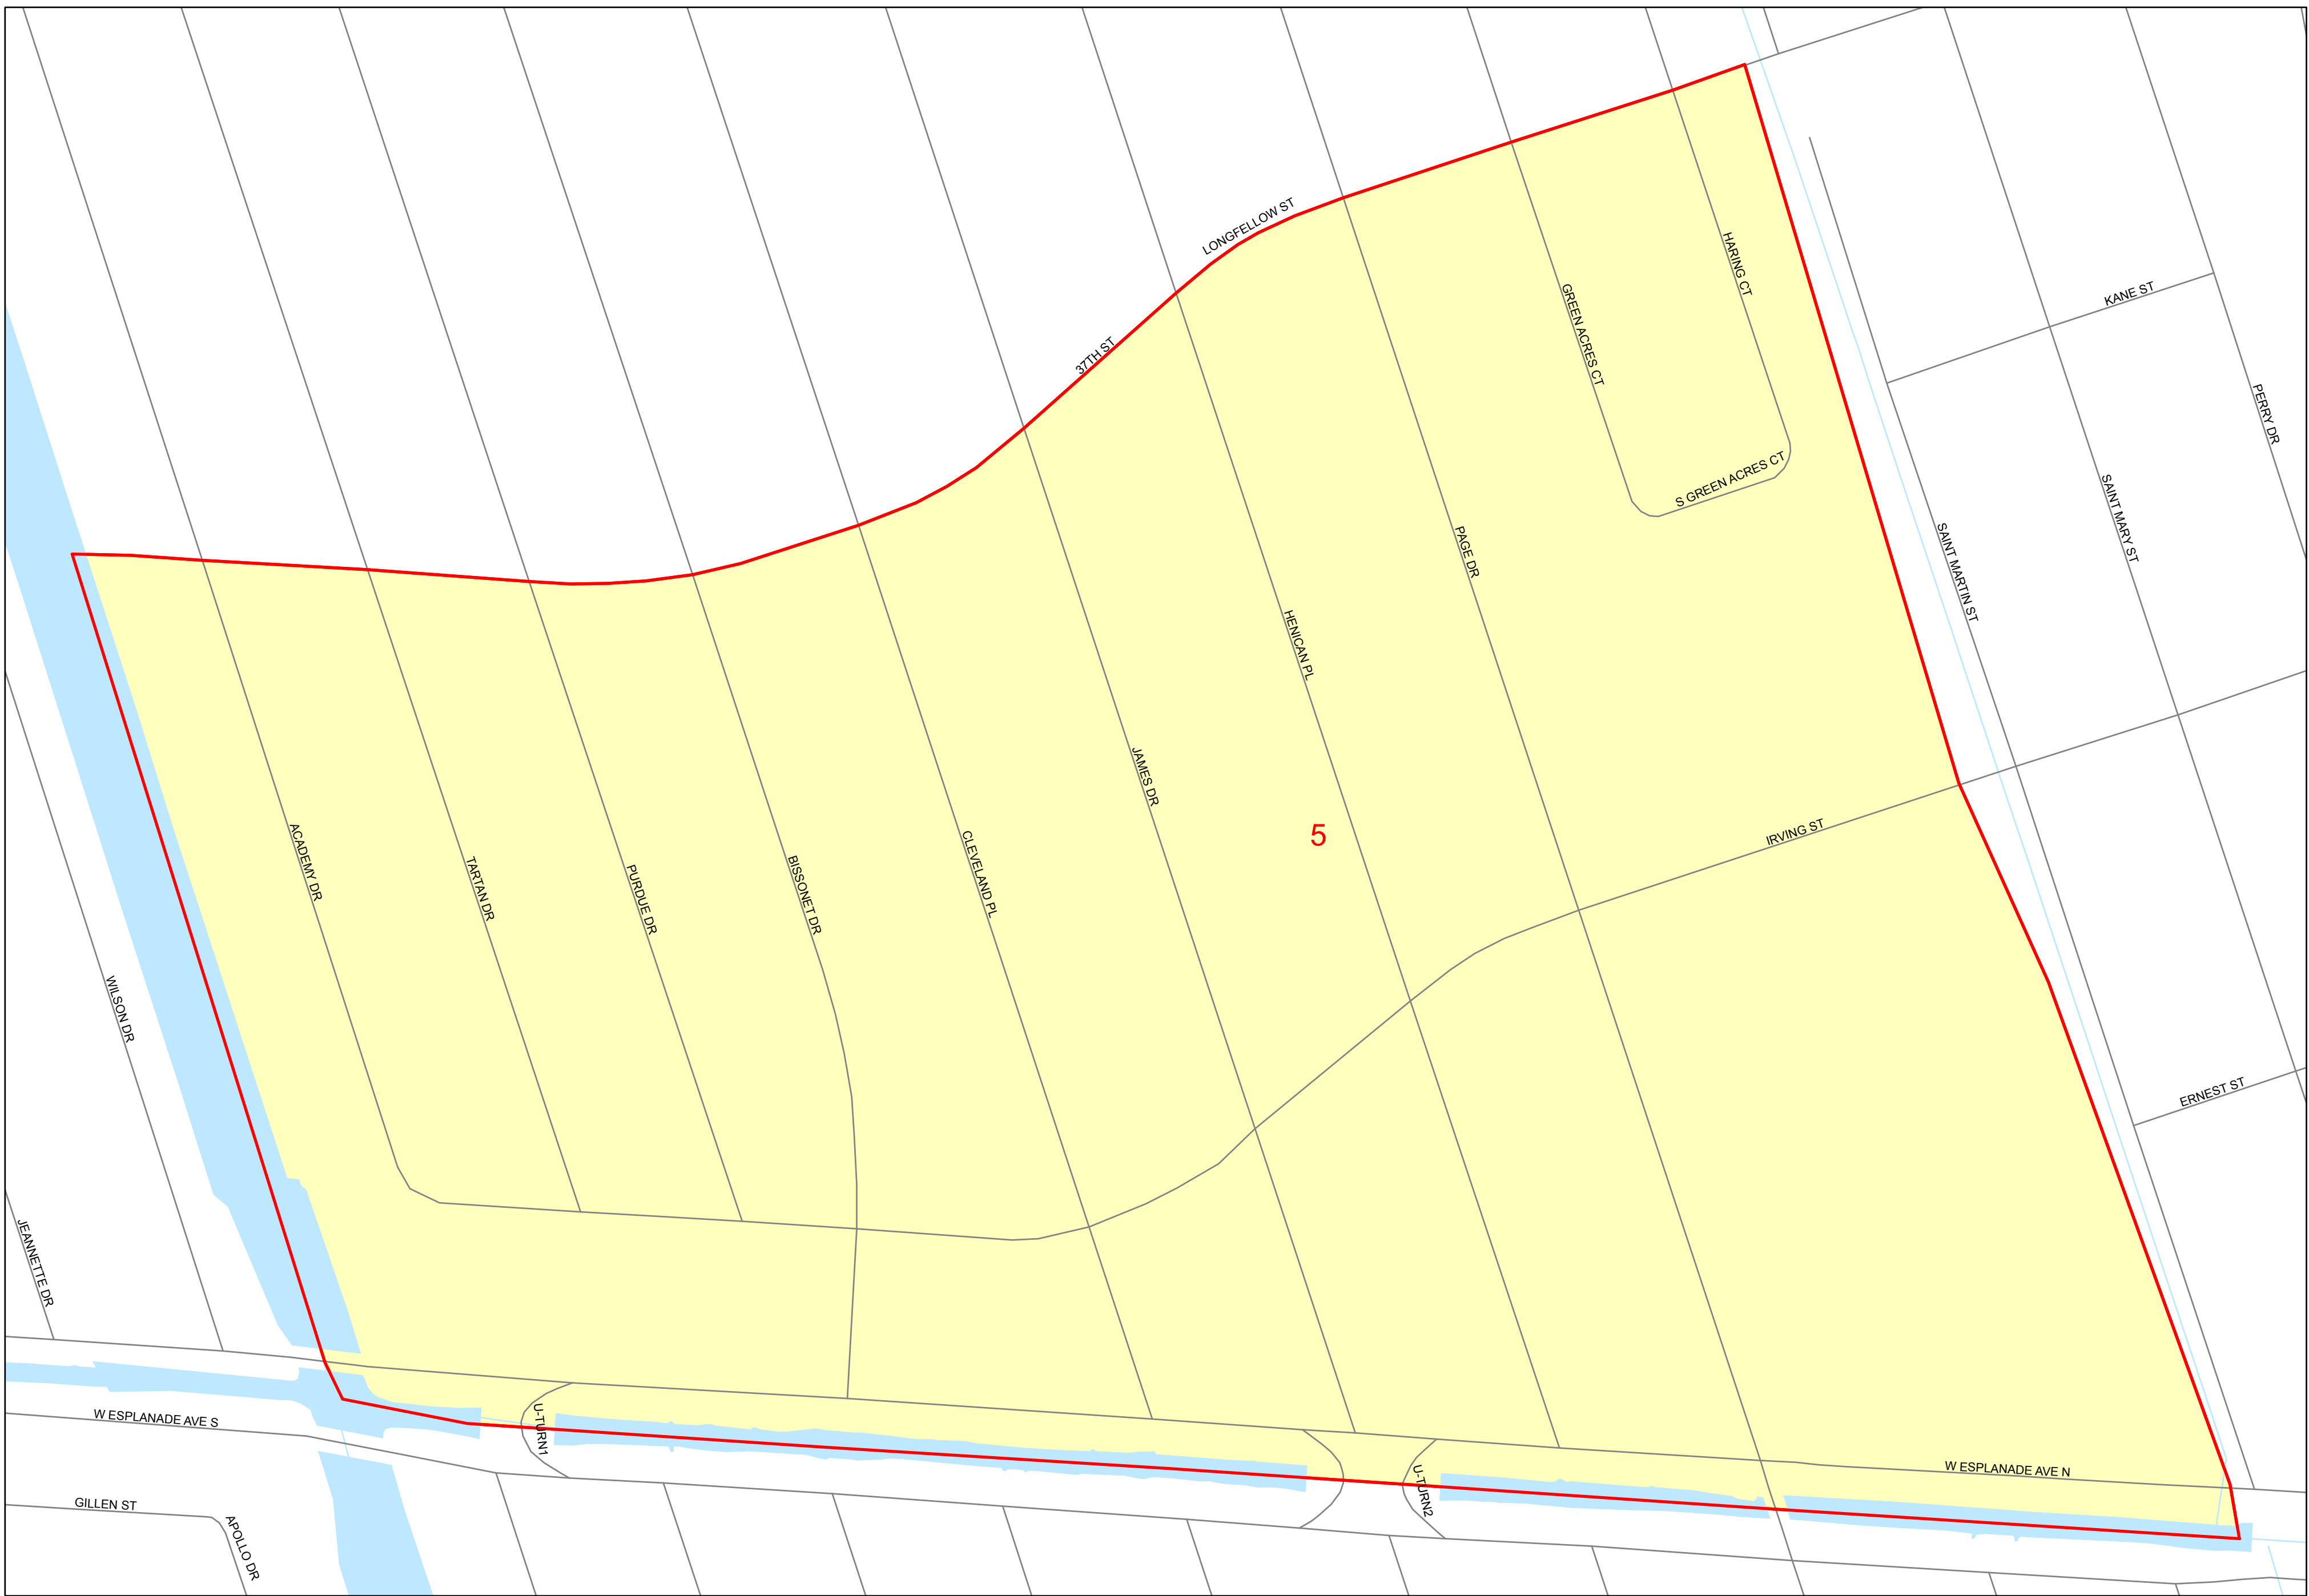 LONGFELLOW ST
HARING CT
KANE ST
GREEN ACRES CT
37TH ST
PERRY DR
S GREEN ACRES CT
SAINT MARY ST
SAINT MARTIN ST
PAGE DR
HENICAN PL
JAMES DR
5
IRVING ST
ACADEMY DR
TARTAN DR
PURDUE DR
BISSONET DR
CLEVELAND PL
WILSON DR
ERNEST ST
JEANNETTE DR
W ESPLANADE AVE S
U-TURN1
U-TURN2
W ESPLANADE AVE N
GILLEN ST
APOLLO DR